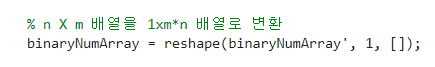 % n X m 배열을 1xm*n 배열로 변환
binaryNumArray = reshape(binaryNumArray', 1, []);